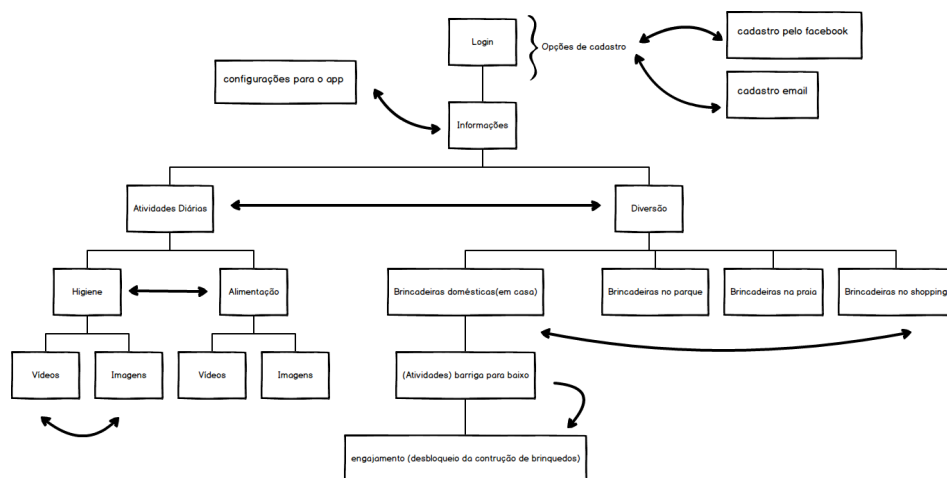 Login
Opções de cadastro
cadastro pelo facebook
configurações para o app
cadastro email
Informações
Atividades Diárias
Diversão
Higiene
Alimentação
Brincadeiras domésticas(em casa)
Brincadeiras no parque
Brincadeiras na praia
Brincadeiras no shopping
Vídeos
Imagens
Vídeos
Imagens
(Atividades) barriga para baixo
engajamento (desbloqueio da contrução de brinquedos)